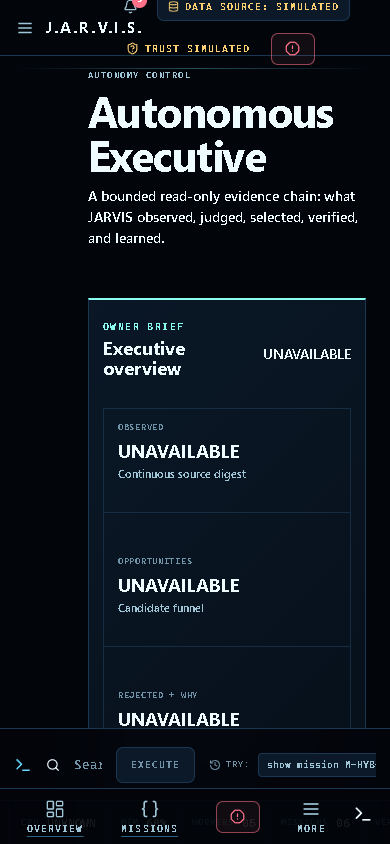 DATA SOURCE: SIMULATED
J.A.R.V.I.S.
TRUST SIMULATED
AUTONOMY CONTROL
Autonomous
Executive
A bounded read-only evidence chain: what
JARVIS observed, judged, selected, verified,
and learned.
OWNER BRIEF
Executive
overview
UNAVAILABLE
OBSERVED
UNAVAILABLE
Continuous source digest
OPPORTUNITIES
UNAVAILABLE
Candidate funnel
REJECTED + WHY
UNAVAILABLE
Sear
EXECUTE
TRY:
show mission M-HYB
OVERVIEW
MISSIONS
MORE